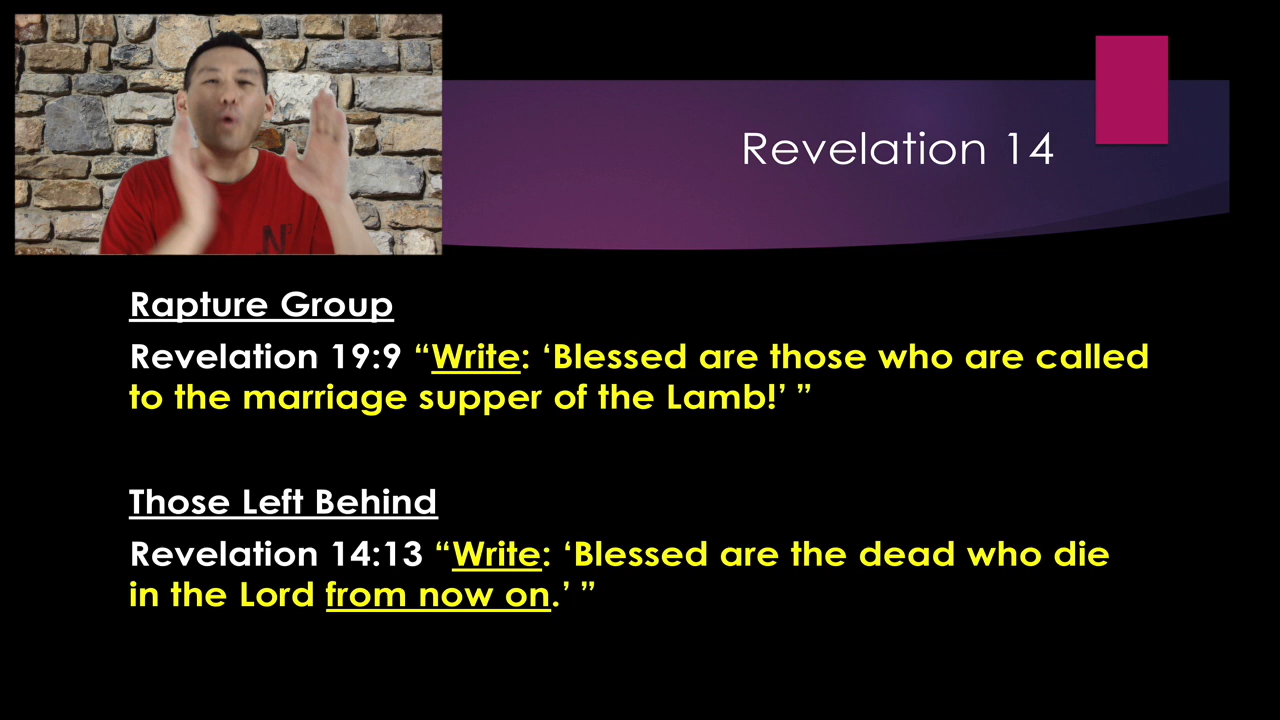 Revelation 14
N
Rapture Group
Revelation 19:9 “Write: ‘Blessed are those who are called
to the marriage supper of the Lamb!’ ”
Those Left Behind
Revelation 14:13 “Write: ‘Blessed are the dead who die
in the Lord from now on.’ ”